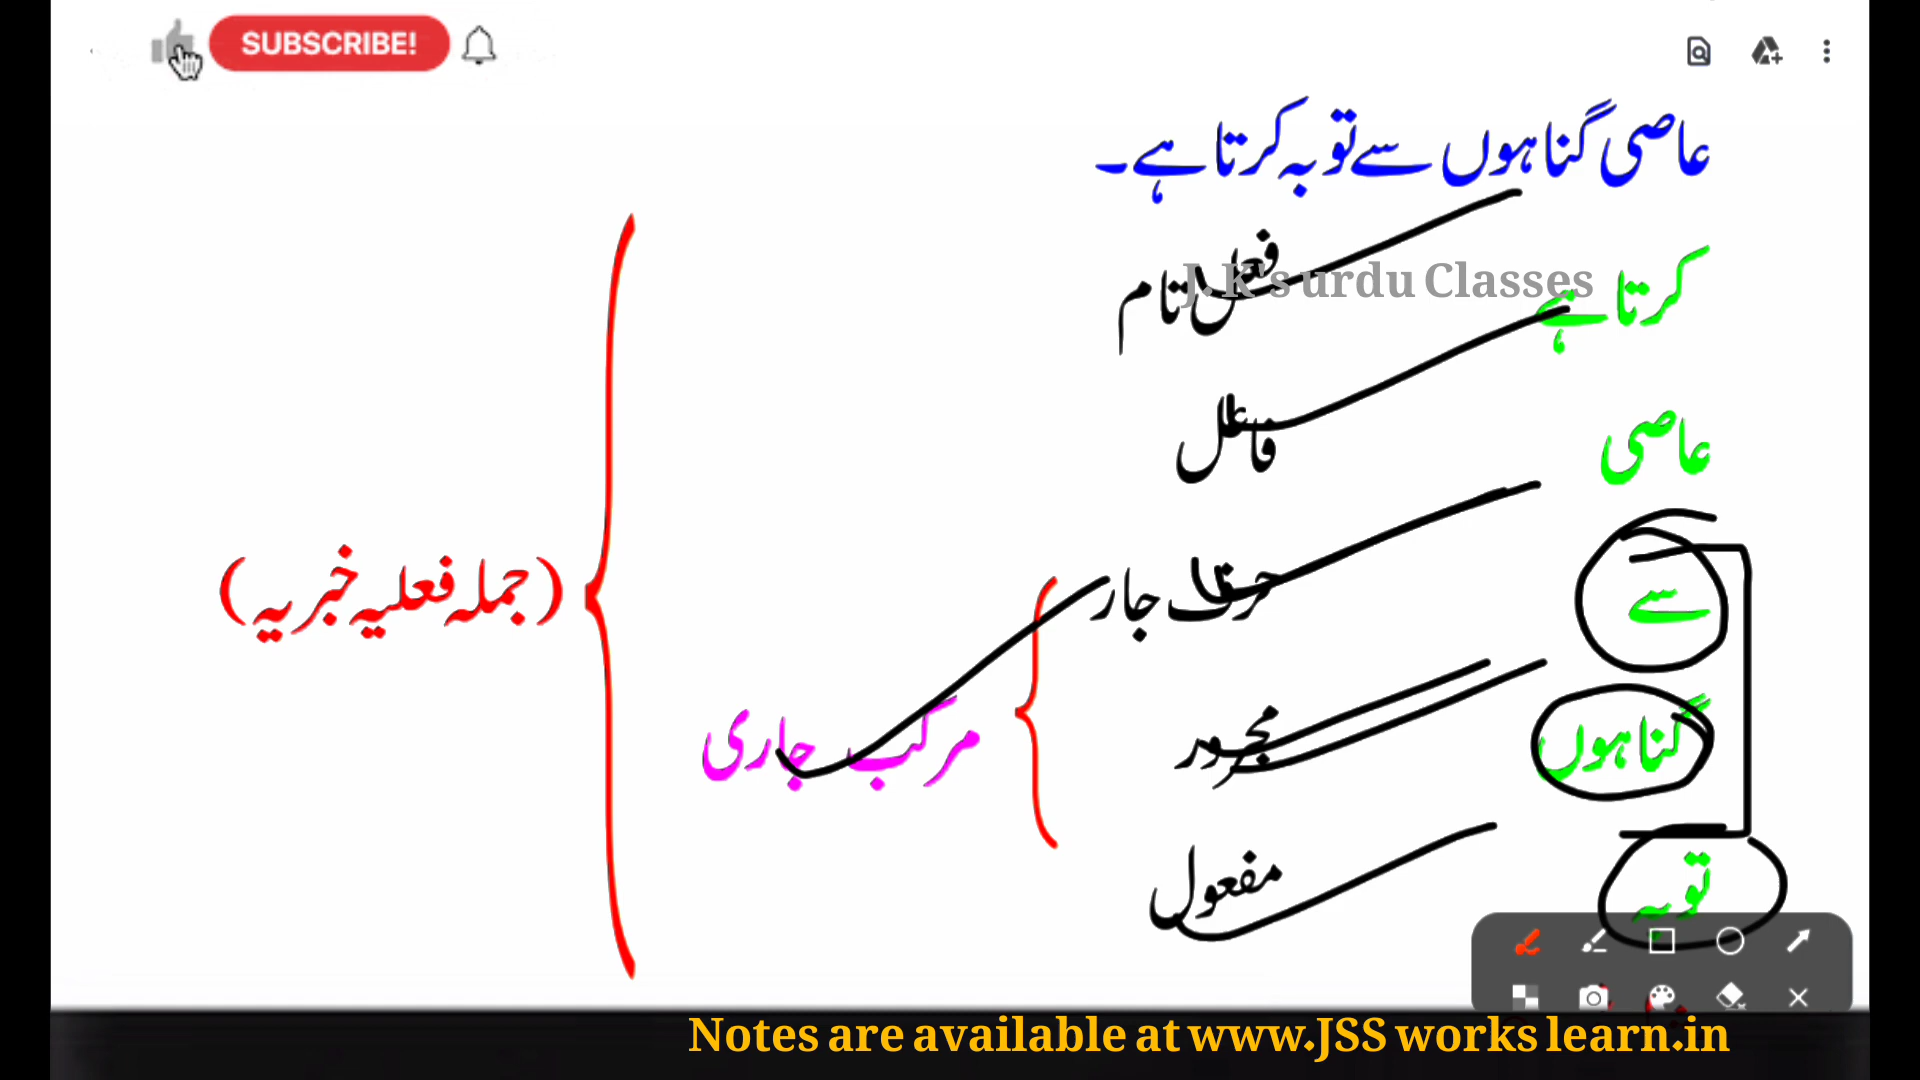 SUBSCRIBE!
عاصی گناہوں سے توبہ کرتا ہے۔
J.K's urdu Classes
کرتا ہے فعل تام
عاصی فاعل
سے حرف جار
گناہوں مجرور
مرکب جاری
توبہ مفعول
(جملہ فعلیہ خبریہ)
Notes are available at www.JSS works learn.in